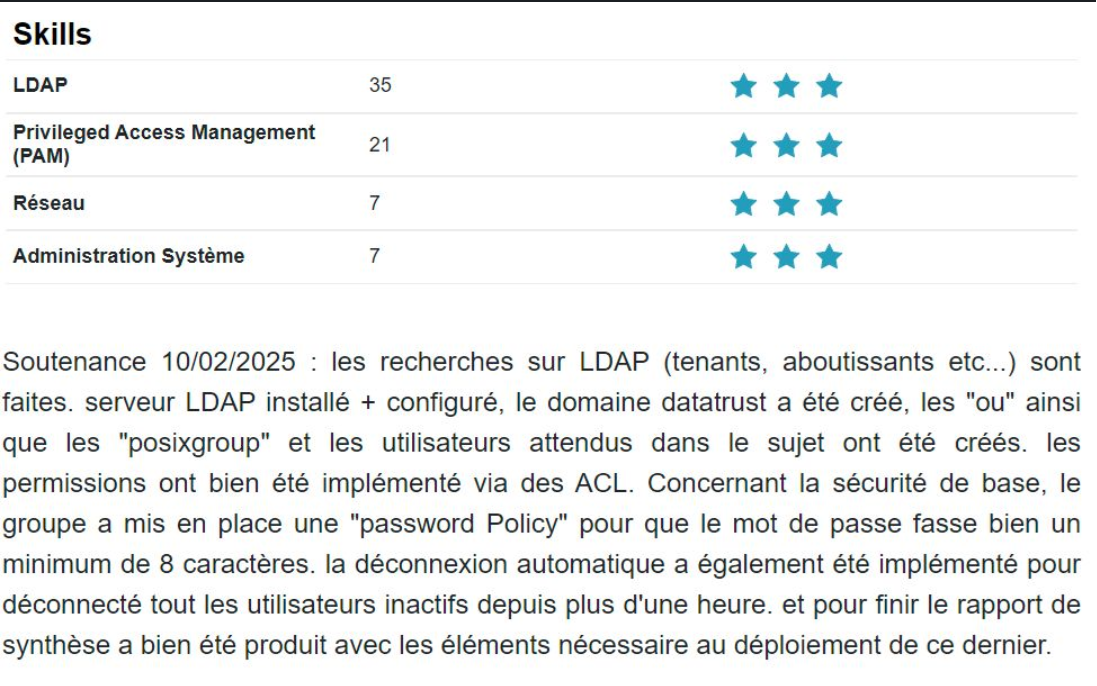 Skills
LDAP 35
Privileged Access Management
(PAM) 21
Réseau 7
Administration Système 7
Soutenance 10/02/2025 : les recherches sur LDAP (tenants, aboutissants etc...) sont
faites. serveur LDAP installé + configuré, le domaine datatrust a été créé, les "ou" ainsi
que les "posixgroup" et les utilisateurs attendus dans le sujet ont été créés. les
permissions ont bien été implémenté via des ACL. Concernant la sécurité de base, le
groupe a mis en place une "password Policy" pour que le mot de passe fasse bien un
minimum de 8 caractères. la déconnexion automatique a également été implémenté pour
déconnecté tout les utilisateurs inactifs depuis plus d'une heure. et pour finir le rapport de
synthèse a bien été produit avec les éléments nécessaire au déploiement de ce dernier.